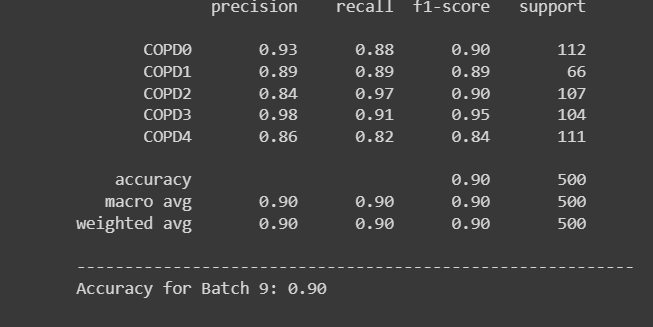 precision recall f1-score support
COPD0 0.93 0.88 0.90 112
COPD1 0.89 0.89 0.89 66
COPD2 0.84 0.97 0.90 107
COPD3 0.98 0.91 0.95 104
COPD4 0.86 0.82 0.84 111
accuracy 0.90 500
macro avg 0.90 0.90 0.90 500
weighted avg 0.90 0.90 0.90 500
----------------------------------------------------------
Accuracy for Batch 9: 0.90